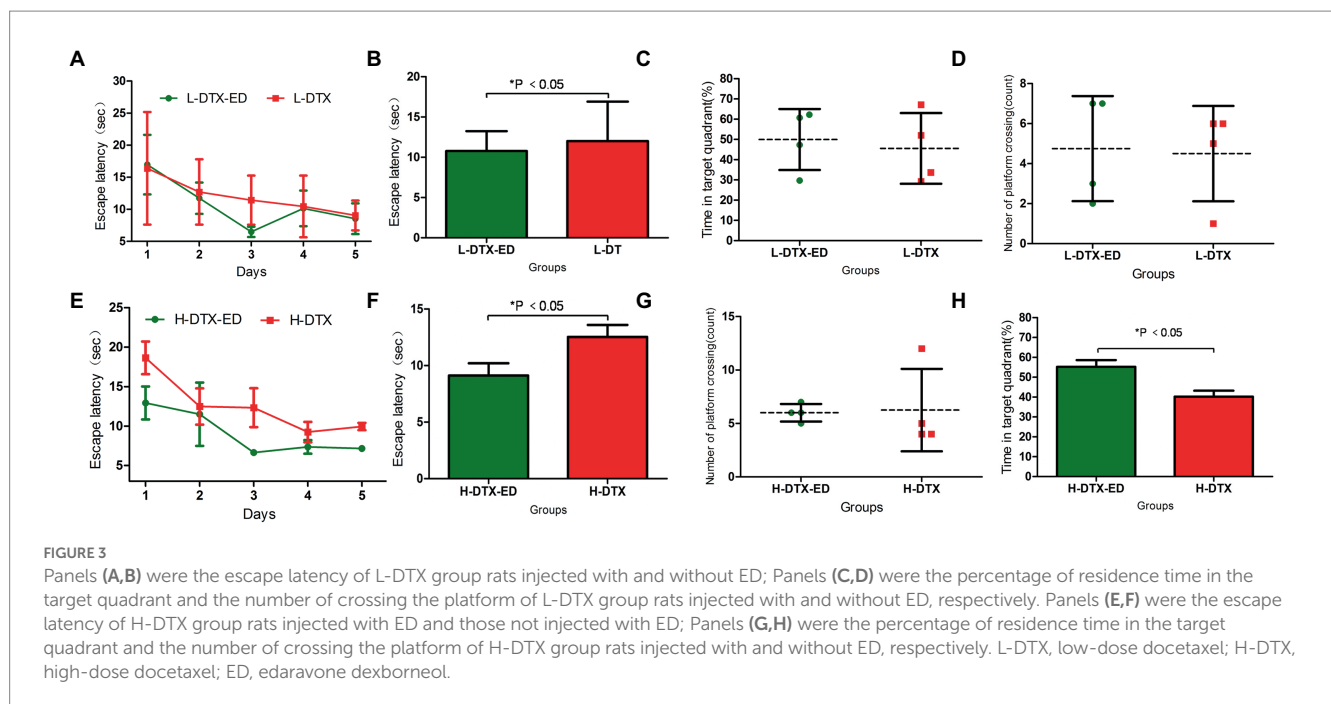 A
L-DTX-ED
L-DTX
Escape latency (sec)
30
25
20
15
10
5
1
2
3
4
5
Days
B
*P < 0.05
Escape latency (sec)
20
15
10
5
0
L-DTX-ED
L-DT
Groups
C
Time in target quadrant(%)
80
70
60
50
40
30
20
10
0
L-DTX-ED
L-DTX
Groups
D
Number of platform crossing(count)
8
6
4
2
0
L-DTX-ED
L-DTX
Groups
E
H-DTX-ED
H-DTX
Escape latency (sec)
25
20
15
10
5
1
2
3
4
5
Days
F
*P < 0.05
Escape latency (sec)
15
10
5
0
H-DTX-ED
H-DTX
Groups
G
Number of platform crossing(count)
15
10
5
0
H-DTX-ED
H-DTX
Groups
H
*P < 0.05
Time in target quadrant(%)
80
70
60
50
40
30
20
10
0
H-DTX-ED
H-DTX
Groups
FIGURE 3
Panels (A,B) were the escape latency of L-DTX group rats injected with and without ED; Panels (C,D) were the percentage of residence time in the
target quadrant and the number of crossing the platform of L-DTX group rats injected with and without ED, respectively. Panels (E,F) were the escape
latency of H-DTX group rats injected with ED and those not injected with ED; Panels (G,H) were the percentage of residence time in the target
quadrant and the number of crossing the platform of H-DTX group rats injected with and without ED, respectively. L-DTX, low-dose docetaxel; H-DTX,
high-dose docetaxel; ED, edaravone dexborneol.